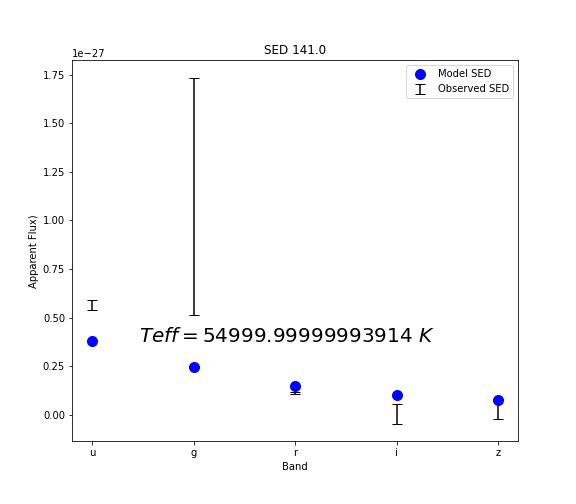 SED 141.0
1e−27
Model SED
Observed SED
1.75
1.50
1.25
1.00
0.75
0.50
0.25
0.00
Apparent Flux)
Teff = 54999.99999993914 K
u g r i z
Band